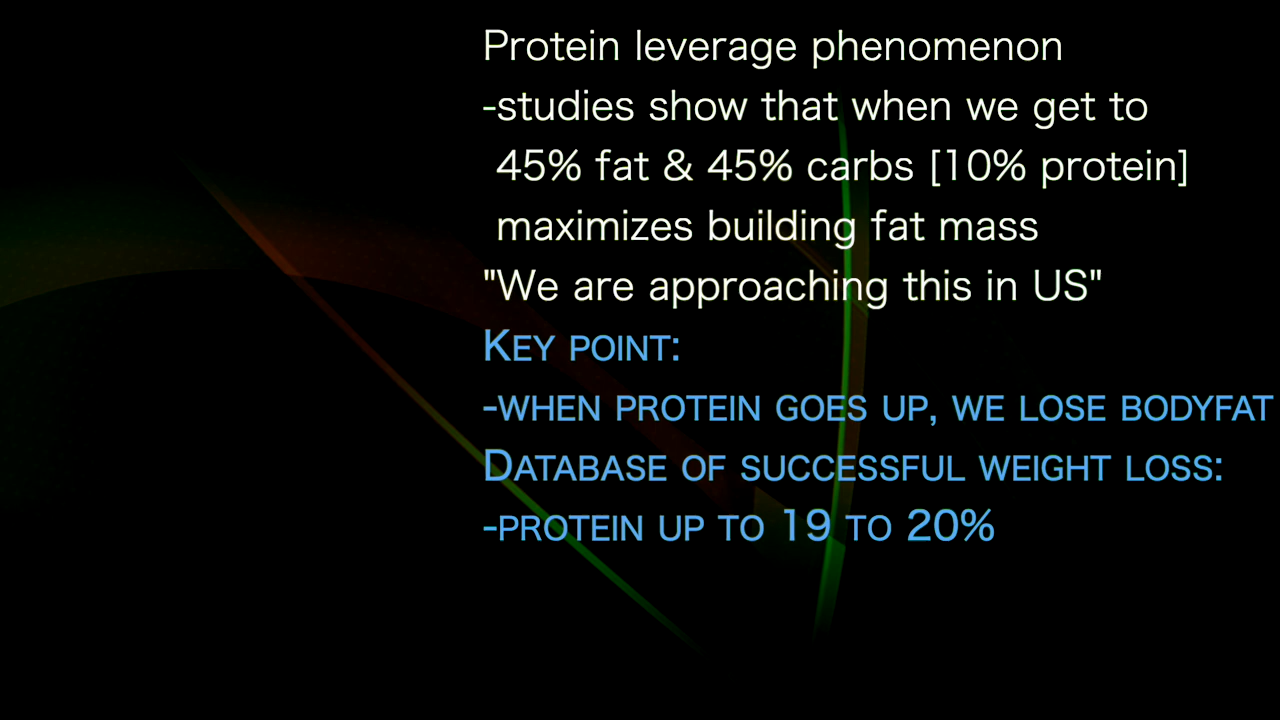 Protein leverage phenomenon
-studies show that when we get to
45% fat & 45% carbs [10% protein]
maximizes building fat mass
"We are approaching this in US"
KEY POINT:
-WHEN PROTEIN GOES UP, WE LOSE BODYFAT
DATABASE OF SUCCESSFUL WEIGHT LOSS:
-PROTEIN UP TO 19 TO 20%